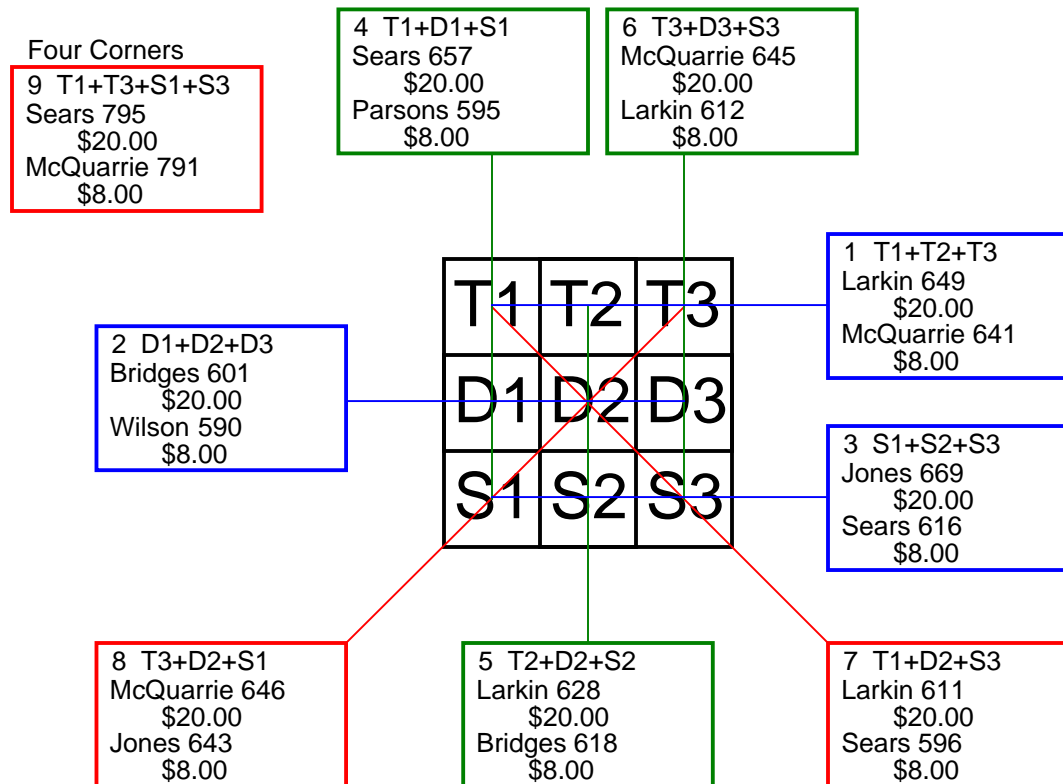 Four Corners
9 T1+T3+S1+S3
Sears 795
$20.00
McQuarrie 791
$8.00
4 T1+D1+S1
Sears 657
$20.00
Parsons 595
$8.00
6 T3+D3+S3
McQuarrie 645
$20.00
Larkin 612
$8.00
1 T1+T2+T3
Larkin 649
$20.00
McQuarrie 641
$8.00
2 D1+D2+D3
Bridges 601
$20.00
Wilson 590
$8.00
T1 T2 T3
D1 D2 D3
S1 S2 S3
3 S1+S2+S3
Jones 669
$20.00
Sears 616
$8.00
8 T3+D2+S1
McQuarrie 646
$20.00
Jones 643
$8.00
5 T2+D2+S2
Larkin 628
$20.00
Bridges 618
$8.00
7 T1+D2+S3
Larkin 611
$20.00
Sears 596
$8.00